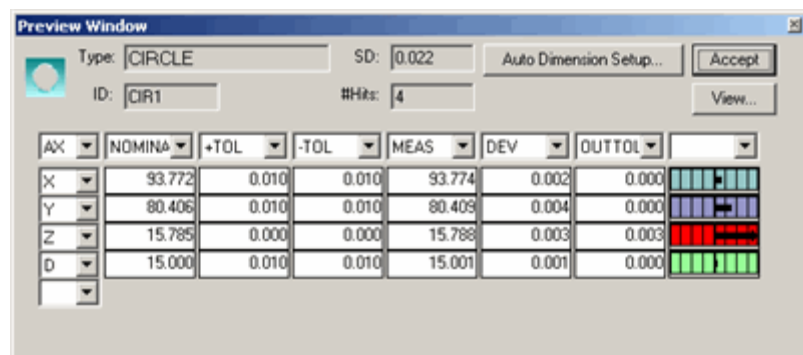 Preview Window
Type: CIRCLE SD: 0.022 Auto Dimension Setup... Accept
ID: CIR1 #Hits: 4 View...
AX NOMINA +TOL -TOL MEAS DEV OUTTOL
X 93.772 0.010 0.010 93.774 0.002 0.000
Y 80.406 0.010 0.010 80.409 0.004 0.000
Z 15.785 0.000 0.000 15.788 0.003 0.003
D 15.000 0.010 0.010 15.001 0.001 0.000